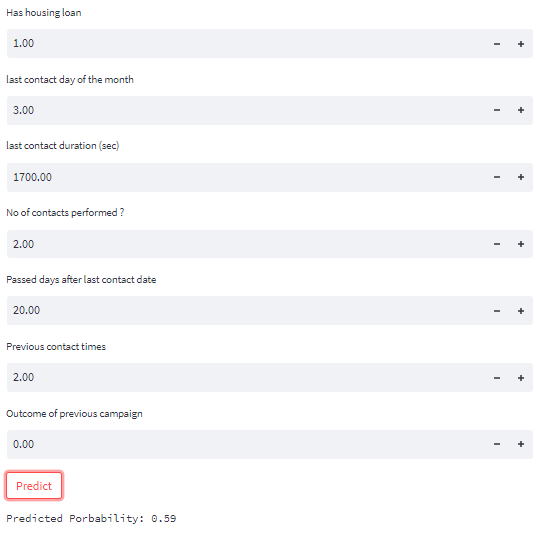 Has housing loan
1.00 − +
last contact day of the month
3.00 − +
last contact duration (sec)
1700.00 − +
No of contacts performed ?
2.00 − +
Passed days after last contact date
20.00 − +
Previous contact times
2.00 − +
Outcome of previous campaign
0.00 − +
Predict
Predicted Porbability: 0.59